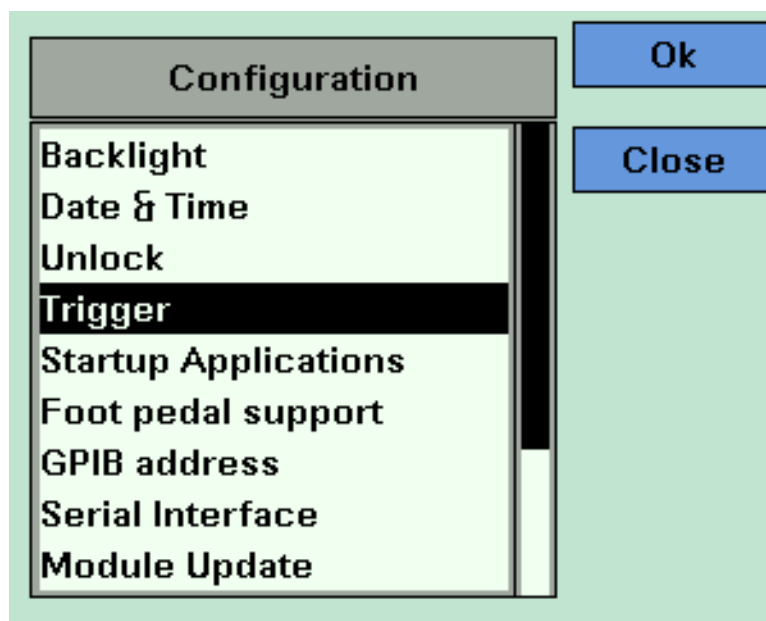 Configuration
Ok
Close
Backlight
Date & Time
Unlock
Trigger
Startup Applications
Foot pedal support
GPIB address
Serial Interface
Module Update